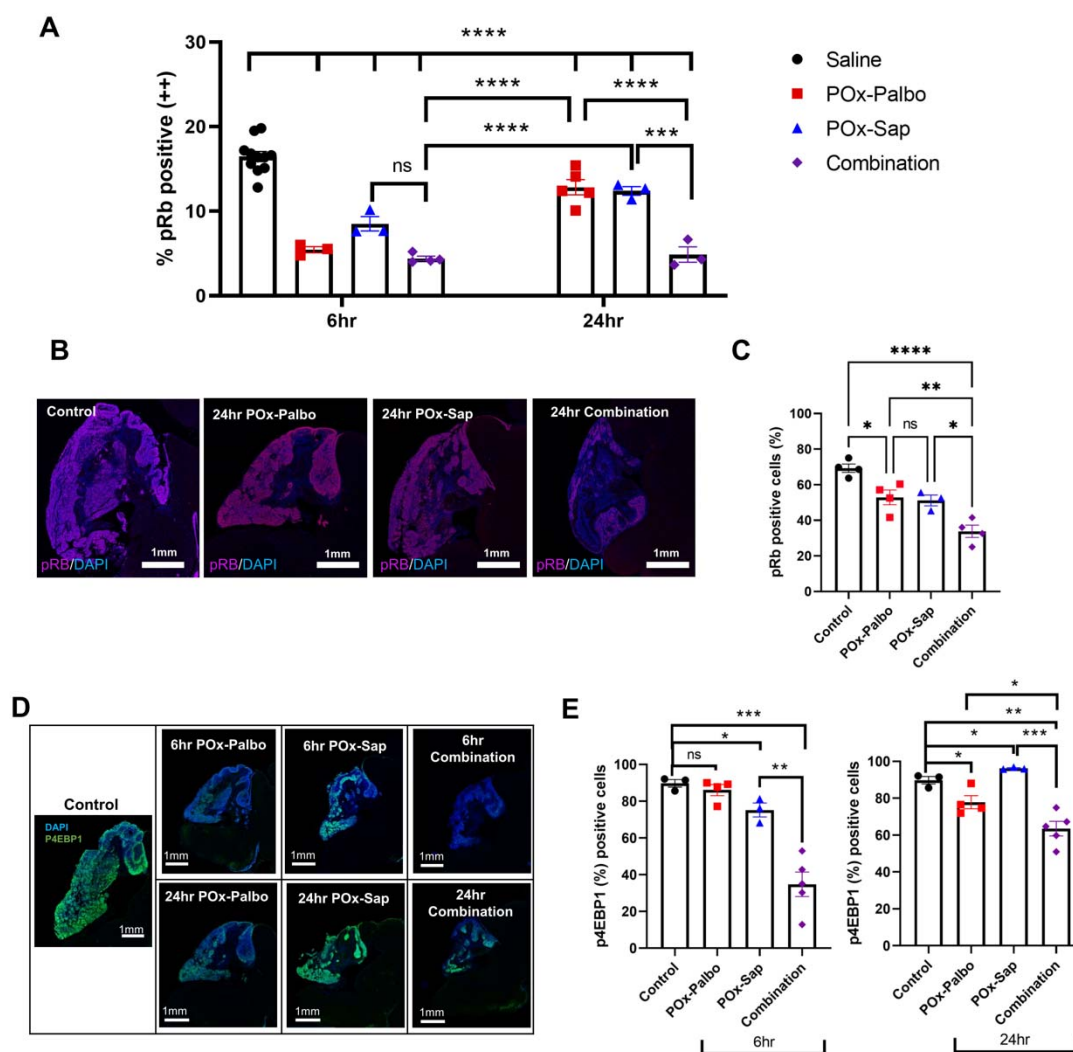 A
% pRb positive (++)
30
20
10
0
****
****
****
****
***
ns
6hr
24hr
Saline
POx-Palbo
POx-Sap
Combination
B
Control
24hr POx-Palbo
24hr POx-Sap
24hr Combination
pRB/DAPI
1mm
pRB/DAPI
1mm
pRB/DAPI
1mm
pRB/DAPI
1mm
C
pRb positive cells (%)
100
80
60
40
20
0
****
**
*
ns
*
Control
POx-Palbo
POx-Sap
Combination
D
Control
DAPI
P4EBP1
1mm
6hr POx-Palbo
1mm
6hr POx-Sap
1mm
6hr
Combination
1mm
24hr POx-Palbo
1mm
24hr POx-Sap
1mm
24hr
Combination
1mm
E
p4EBP1 (%) positive cells
100
80
60
40
20
0
***
*
ns
**
Control
POx-Palbo
POx-Sap
Combination
6hr
p4EBP1 (%) positive cells
100
80
60
40
20
0
*
**
*
*
***
Control
POx-Palbo
POx-Sap
Combination
24hr